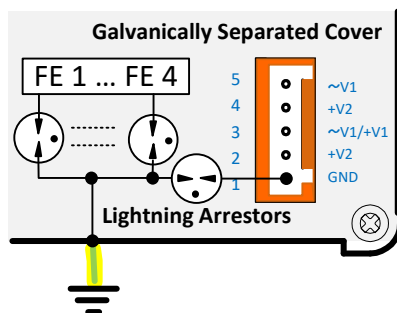 Galvanically Separated Cover
FE 1 ... FE 4
5 ~V1
4 +V2
3 ~V1/+V1
2 +V2
1 GND
Lightning Arrestors